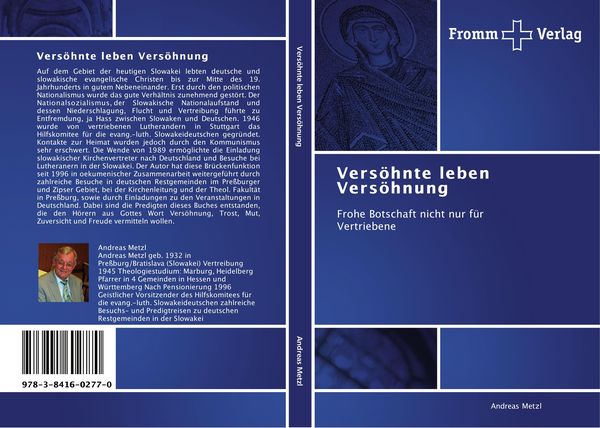 Versöhnte leben Versöhnung
Auf dem Gebiet der heutigen Slowakei lebten deutsche und
slowakische evangelische Christen bis zur Mitte des 19.
Jahrhunderts in gutem Nebeneinander. Erst durch den politischen
Nationalismus wurde das gute Verhältnis zunehmend gestört. Der
Nationalsozialismus, der Slowakische Nationalaufstand und
dessen Niederschlagung, Flucht und Vertreibung führte zu
Entfremdung, ja Hass zwischen Slowaken und Deutschen. 1946
wurde von vertriebenen Lutheranern in Stuttgart das
Hilfskomitee für die evang.-luth. Slowakeideutschen gegründet.
Kontakte zur Heimat wurden jedoch durch den Kommunismus
sehr erschwert. Die Wende von 1989 ermöglichte die Einladung
slowakischer Kirchenvertreter nach Deutschland und Besuche bei
Lutheranern in der Slowakei. Der Autor hat diese Brückenfunktion
seit 1996 in oekumenischer Zusammenarbeit weitergeführt durch
zahlreiche Besuche in deutschen Restgemeinden im Preßburger
und Zipser Gebiet, bei der Kirchenleitung und der Theol. Fakultät
in Preßburg, sowie durch Einladungen zu den Veranstaltungen in
Deutschland. Dabei sind die Predigten dieses Buches entstanden,
die den Hörern aus Gottes Wort Versöhnung, Trost, Mut,
Zuversicht und Freude vermitteln wollen.
Andreas Metzl
Andreas Metzl geb. 1932 in
Preßburg/Bratislava (Slowakei) Vertreibung
1945 Theologiestudium: Marburg, Heidelberg
Pfarrer in 4 Gemeinden in Hessen und
Württemberg Nach Pensionierung 1996
Geistlicher Vorsitzender des Hilfskomitees für
die evang.-luth. Slowakeideutschen zahlreiche
Besuchs- und Predigtreisen zu deutschen
Restgemeinden in der Slowakei
978-3-8416-0277-0
Versöhnte leben Versöhnung
Andreas Metzl
Fromm Verlag
Versöhnte leben
Versöhnung
Frohe Botschaft nicht nur für
Vertriebene
Andreas Metzl